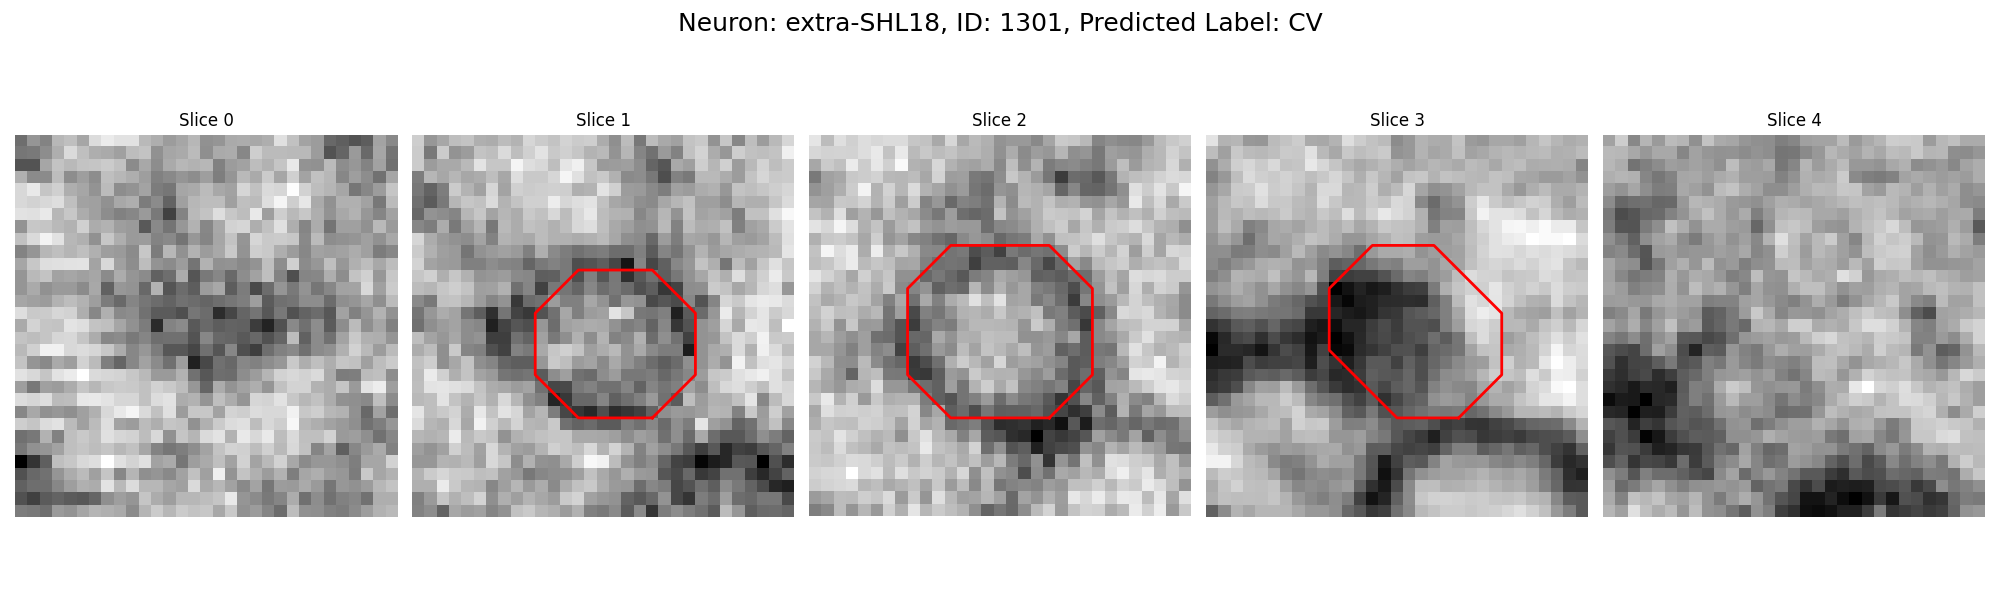 Neuron: extra-SHL18, ID: 1301, Predicted Label: CV
Slice 0
Slice 1
Slice 2
Slice 3
Slice 4